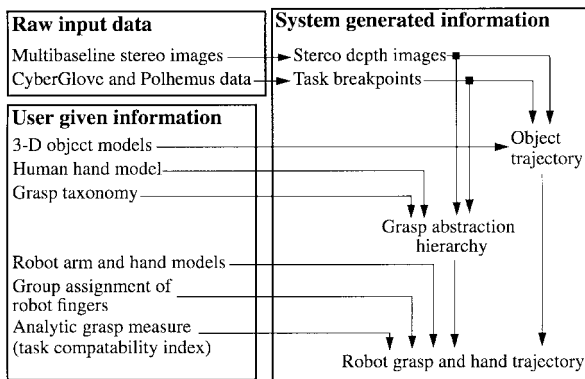 Raw input data
Multibaseline stereo images
CyberGlove and Polhemus data
User given information
3-D object models
Human hand model
Grasp taxonomy
Robot arm and hand models
Group assignment of
robot fingers
Analytic grasp measure
(task compatability index)
System generated information
Stereo depth images
Task breakpoints
Object
trajectory
Grasp abstraction
hierarchy
Robot grasp and hand trajectory